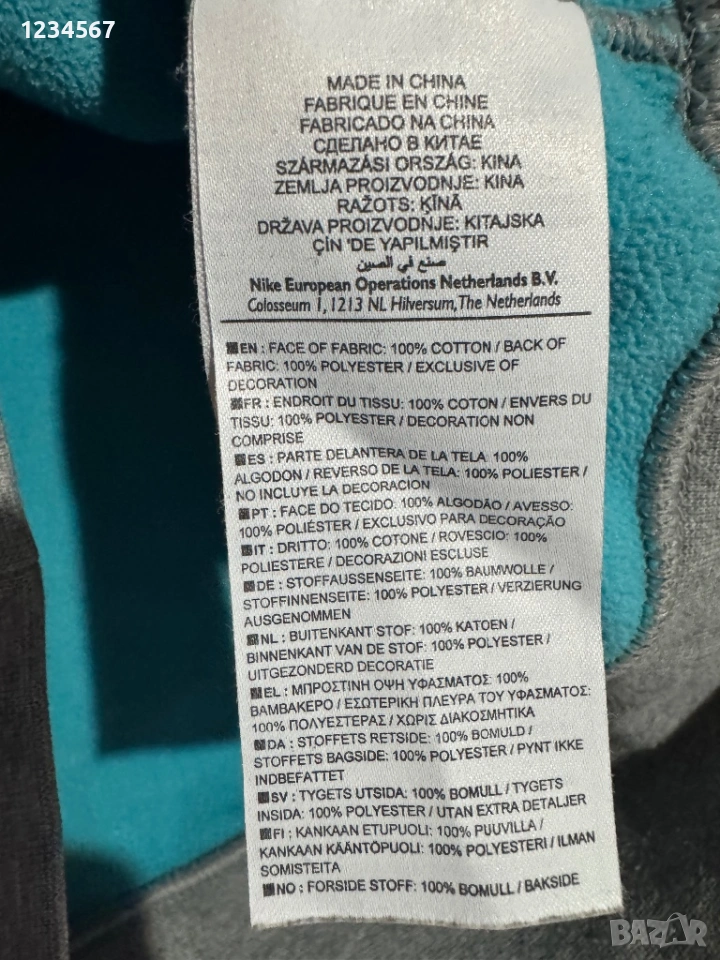 1234567
MADE IN CHINA
FABRIQUE EN CHINE
FABRICADO NA CHINA
СДЕЛАНО В КИТАЕ
SZÁRMAZÁSI ORSZÁG: KINA
ZEMLJA PROIZVODNJE: KINA
RAŽOTS: ĶĪNĀ
DRŽAVA PROIZVODNJE: KITAJSKA
ÇİN 'DE YAPILMIŞTIR
صنع في الصين
Nike European Operations Netherlands B.V.
Colosseum 1, 1213 NL Hilversum, The Netherlands
EN : FACE OF FABRIC: 100% COTTON / BACK OF
FABRIC: 100% POLYESTER / EXCLUSIVE OF
DECORATION
FR : ENDROIT DU TISSU: 100% COTON / ENVERS DU
TISSU: 100% POLYESTER / DECORATION NON
COMPRISE
ES : PARTE DELANTERA DE LA TELA: 100%
ALGODON / REVERSO DE LA TELA: 100% POLIESTER /
NO INCLUYE LA DECORACION
PT : FACE DO TECIDO: 100% ALGODÃO / AVESSO:
100% POLIÉSTER / EXCLUSIVO PARA DECORAÇÃO
IT : DRITTO: 100% COTONE / ROVESCIO: 100%
POLIESTERE / DECORAZIONI ESCLUSE
DE : STOFFAUSSENSEITE: 100% BAUMWOLLE /
STOFFINNENSEITE: 100% POLYESTER / VERZIERUNG
AUSGENOMMEN
NL : BUITENKANT STOF: 100% KATOEN /
BINNENKANT VAN DE STOF: 100% POLYESTER /
UITGEZONDERD DECORATIE
EL : ΜΠΡΟΣΤΙΝΗ ΟΨΗ ΥΦΑΣΜΑΤΟΣ: 100%
ΒΑΜΒΑΚΕΡΟ / ΕΣΩΤΕΡΙΚΗ ΠΛΕΥΡΑ ΤΟΥ ΥΦΑΣΜΑΤΟΣ:
100% ΠΟΛΥΕΣΤΕΡΑΣ / ΧΩΡΙΣ ΔΙΑΚΟΣΜΗΤΙΚΑ
DA : STOFFETS RETSIDE: 100% BOMULD /
STOFFETS BAGSIDE: 100% POLYESTER / PYNT IKKE
INDBEFATTET
SV : TYGETS UTSIDA: 100% BOMULL / TYGETS
INSIDA: 100% POLYESTER / UTAN EXTRA DETALJER
FI : KANKAAN ETUPUOLI: 100% PUUVILLA /
KANKAAN KÄÄNTÖPUOLI: 100% POLYESTERI / ILMAN
SOMISTEITA
NO : FORSIDE STOFF: 100% BOMULL / BAKSIDE
BAZAR